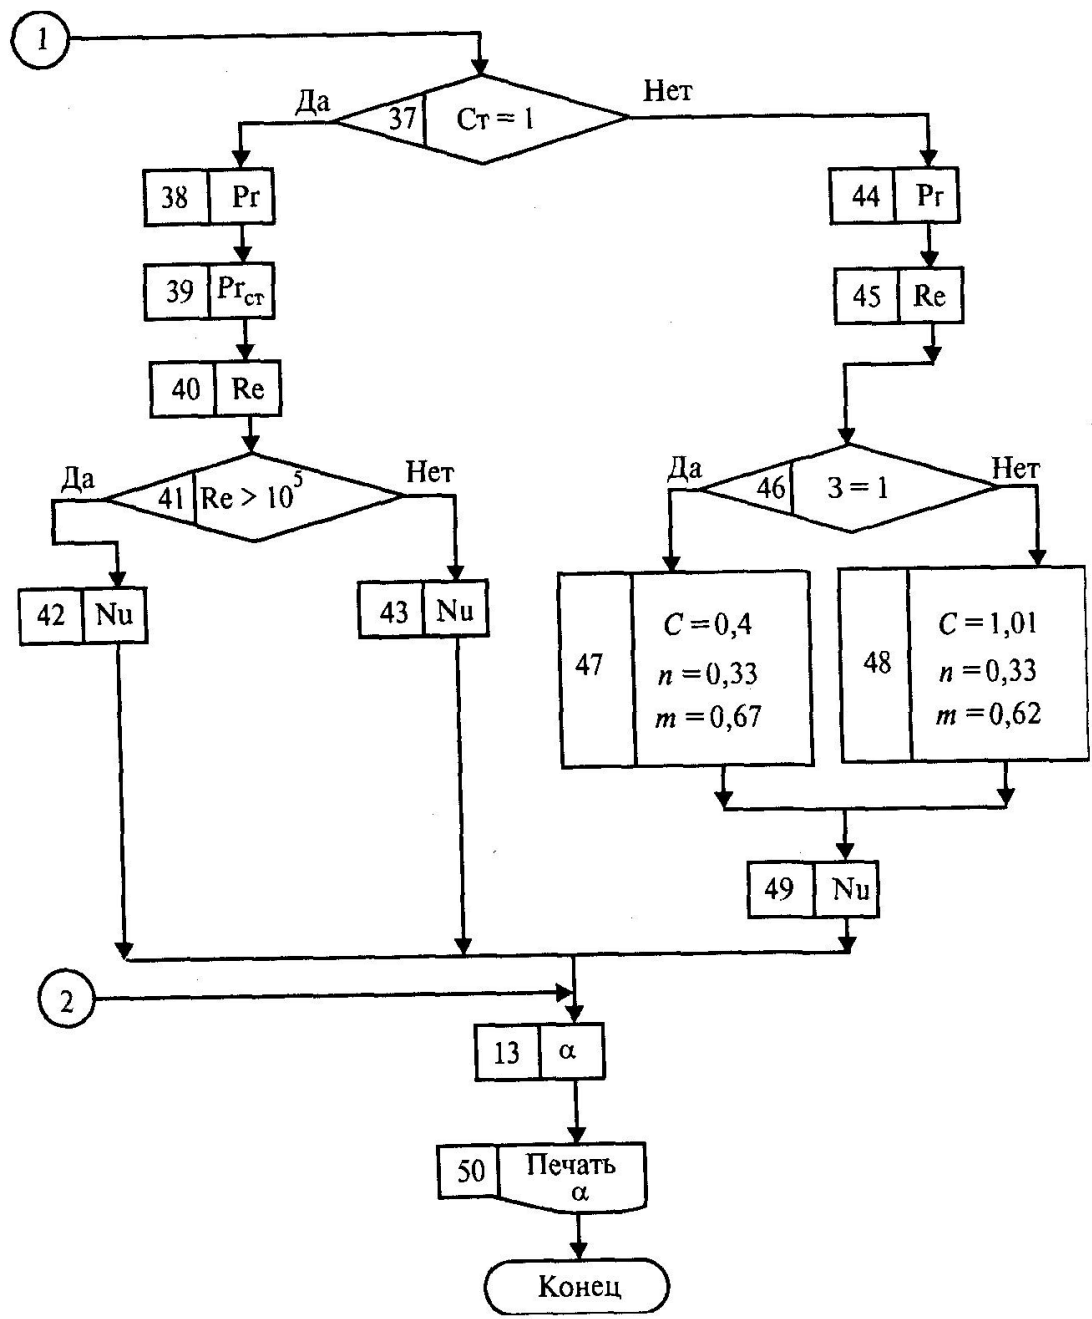 1
Да
37 Ст = 1
Нет
38 Pr
44 Pr
39 Prст
45 Re
40 Re
Да
41 Re > 10⁵
Нет
Да
46 З = 1
Нет
42 Nu
43 Nu
47
C = 0,4
n = 0,33
m = 0,67
48
C = 1,01
n = 0,33
m = 0,62
49 Nu
2
13 α
50 Печать
α
Конец